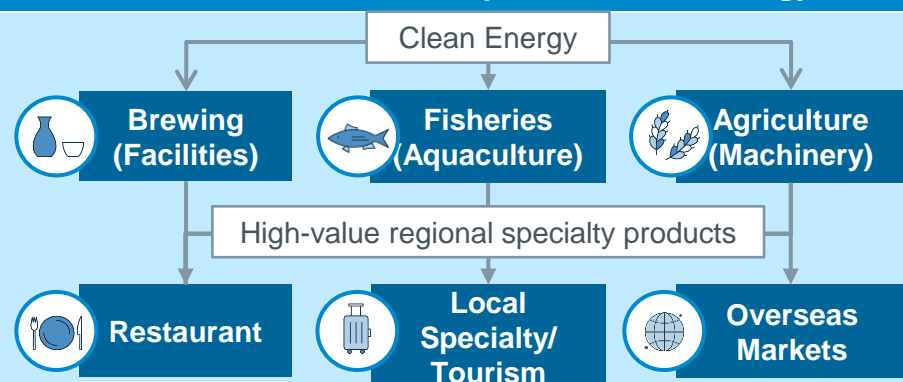 Clean Energy
Brewing
(Facilities)
Fisheries
(Aquaculture)
Agriculture
(Machinery)
High-value regional specialty products
Restaurant
Local
Specialty/
Tourism
Overseas
Markets